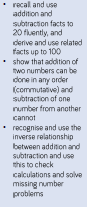 • recall and use
addition and
subtraction facts to
20 fluently, and
derive and use related
facts up to 100
• show that addition of
two numbers can be
done in any order
(commutative) and
subtraction of one
number from another
cannot
• recognise and use the
inverse relationship
between addition and
subtraction and use
this to check
calculations and solve
missing number
problems